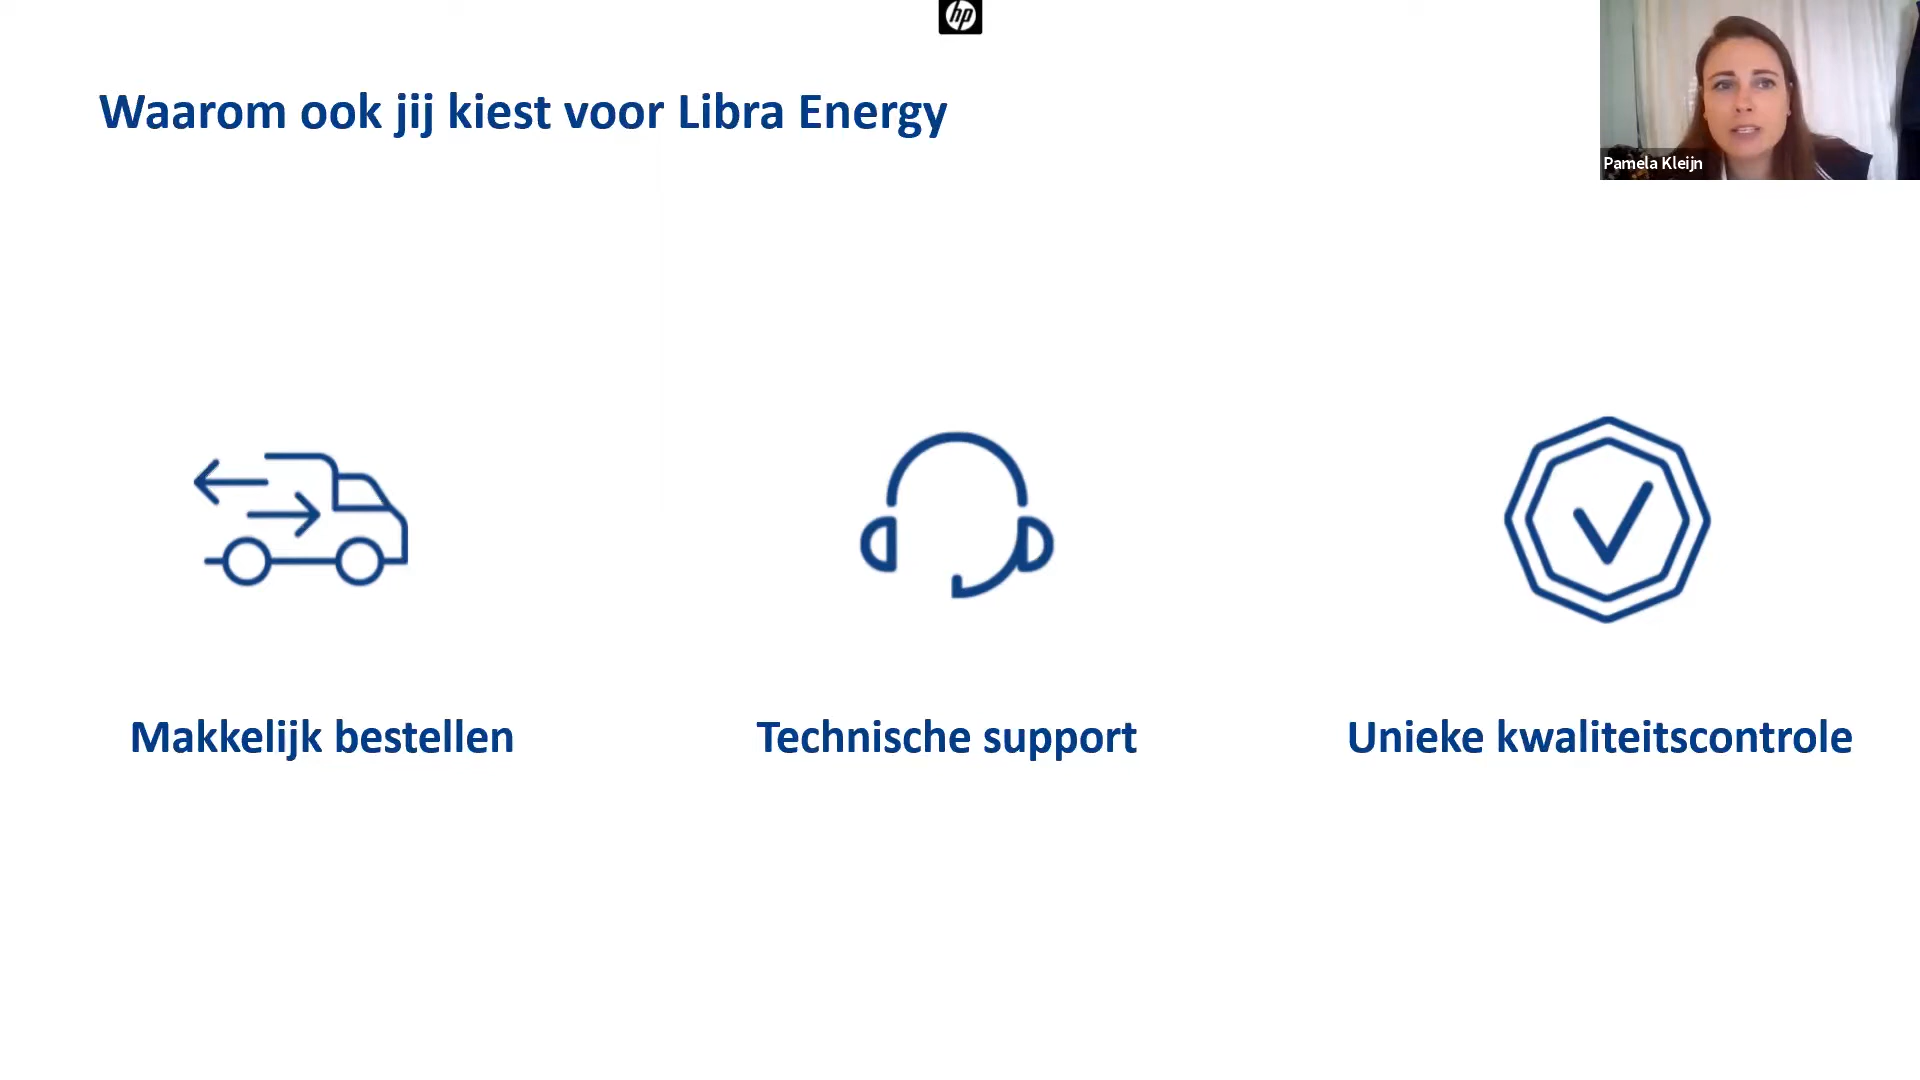 hp
Waarom ook jij kiest voor Libra Energy
Pamela Kleijn
Makkelijk bestellen
Technische support
Unieke kwaliteitscontrole